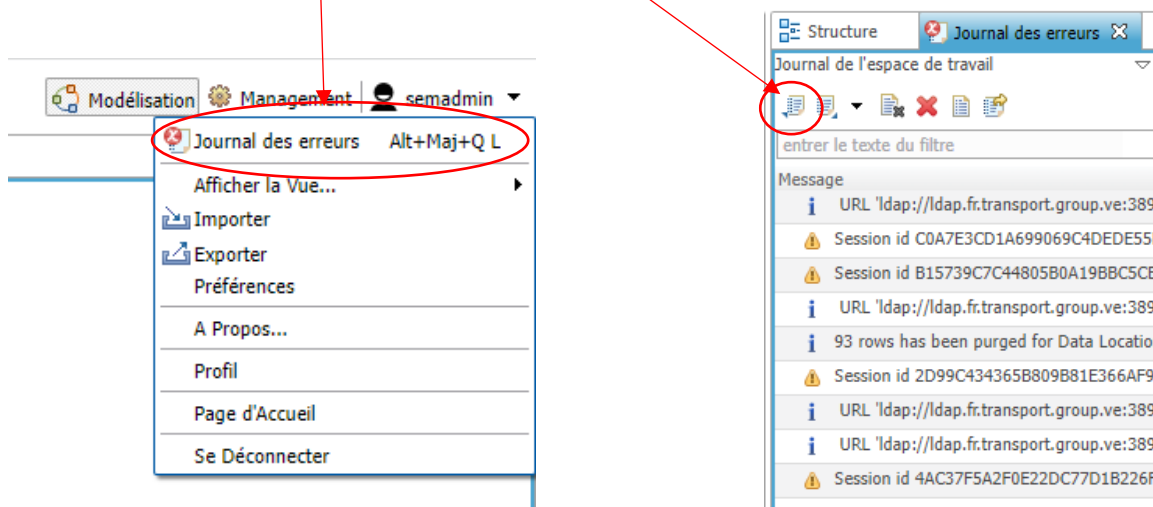 Modélisation Management semadmin
Journal des erreurs Alt+Maj+Q L
Afficher la Vue...
Importer
Exporter
Préférences
A Propos...
Profil
Page d'Accueil
Se Déconnecter
Structure Journal des erreurs
Journal de l'espace de travail
entrer le texte du filtre
Message
URL 'ldap://ldap.fr.transport.group.ve:389
Session id C0A7E3CD1A699069C4DEDE55
Session id B15739C7C44805B0A19BBC5CE
URL 'ldap://ldap.fr.transport.group.ve:389
93 rows has been purged for Data Locatio
Session id 2D99C434365B809B81E366AF9
URL 'ldap://ldap.fr.transport.group.ve:389
URL 'ldap://ldap.fr.transport.group.ve:389
Session id 4AC37F5A2F0E22DC77D1B226F